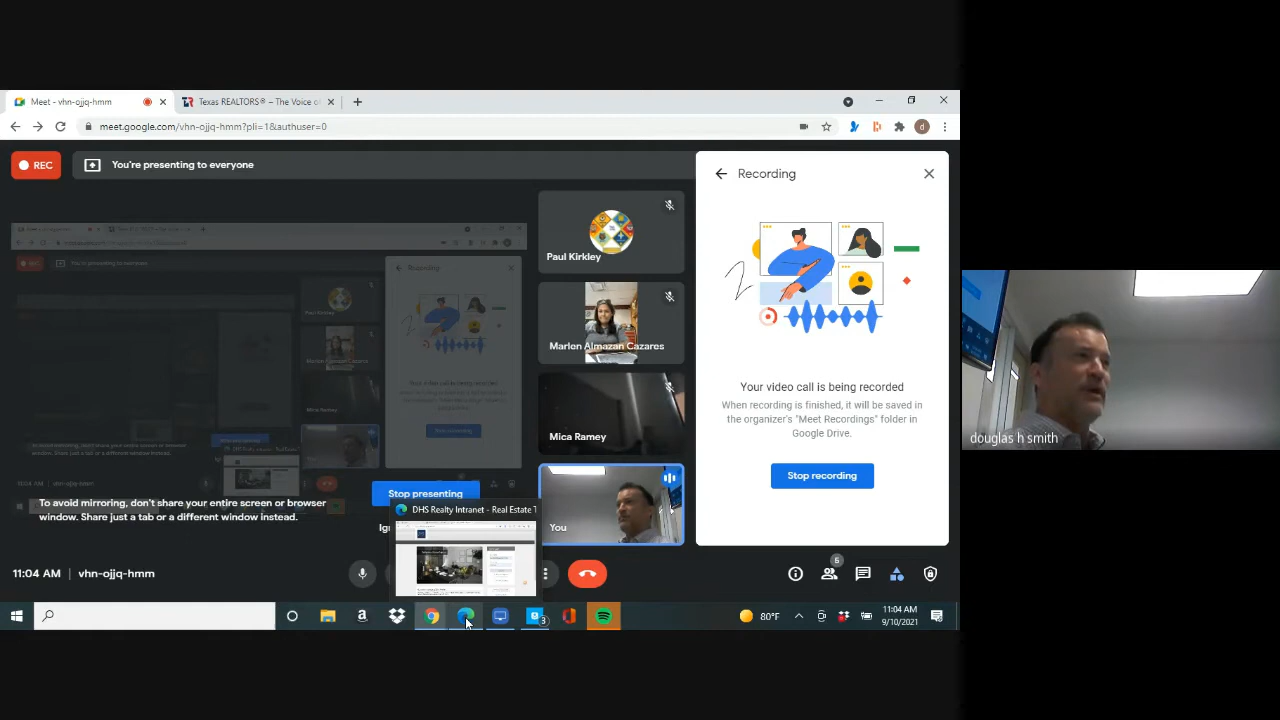 Meet - vhn-ojjq-hmm
Texas REALTORS® – The Voice of
meet.google.com/vhn-ojjq-hmm?pli=1&authuser=0
REC
You're presenting to everyone
Recording
Paul Kirkley
Marlen Almazan Cazares
Mica Ramey
You
Your video call is being recorded
When recording is finished, it will be saved
in the organizer's "Meet Recordings" folder in
Google Drive.
Stop recording
Stop presenting
To avoid mirroring, don't share your entire screen or browser
window. Share just a tab or a different window instead.
Ig
DHS Realty Intranet - Real Estate T
11:04 AM | vhn-ojjq-hmm
80°F
11:04 AM
9/10/2021
3
douglas h smith